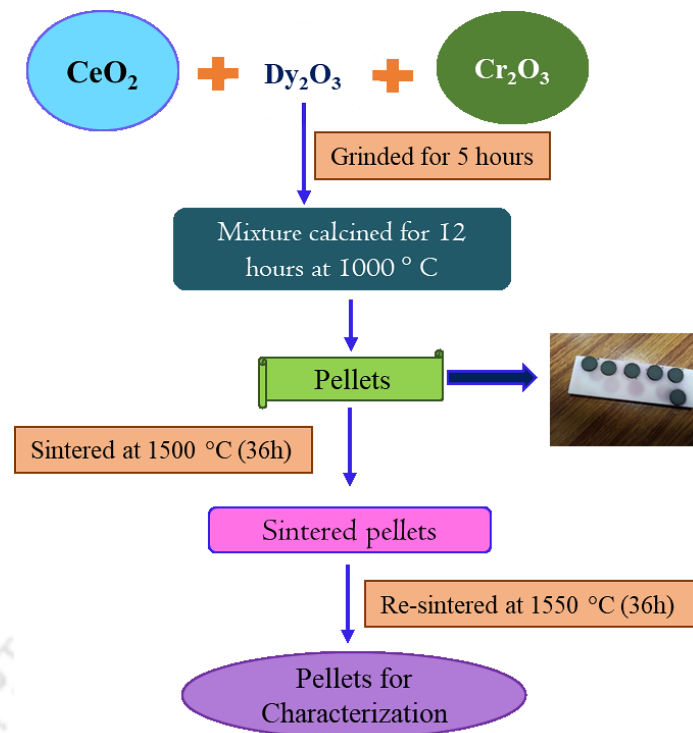 CeO₂ + Dy₂O₃ + Cr₂O₃
Grinded for 5 hours
Mixture calcined for 12
hours at 1000 ° C
Pellets
Sintered at 1500 °C (36h)
Sintered pellets
Re-sintered at 1550 °C (36h)
Pellets for
Characterization